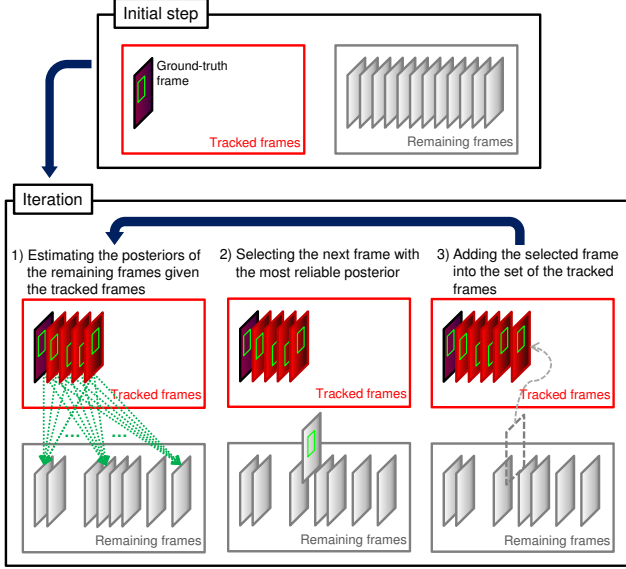 Initial step
Ground-truth
frame
Tracked frames
Remaining frames
Iteration
1) Estimating the posteriors of
the remaining frames given
the tracked frames
2) Selecting the next frame with
the most reliable posterior
3) Adding the selected frame
into the set of the tracked
frames
Tracked frames
Tracked frames
Tracked frames
... ...
Remaining frames
Remaining frames
Remaining frames